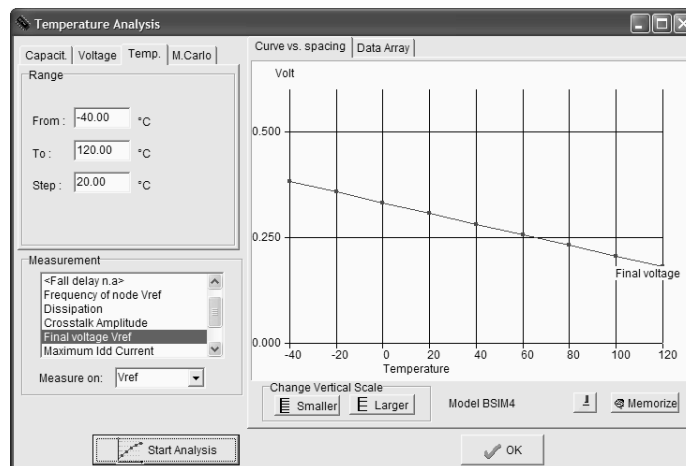 Temperature Analysis
Capacit. Voltage Temp. M.Carlo
Range
From : -40.00 °C
To : 120.00 °C
Step : 20.00 °C
Measurement
<Fall delay n.a>
Frequency of node Vref
Dissipation
Crosstalk Amplitude
Final voltage Vref
Maximum Idd Current
Measure on: Vref
Start Analysis
Curve vs. spacing Data Array
Volt
0.500
0.250
Final voltage
0.000
-40 -20 0 20 40 60 80 100 120
Temperature
Change Vertical Scale
Smaller Larger
Model BSIM4
Memorize
OK